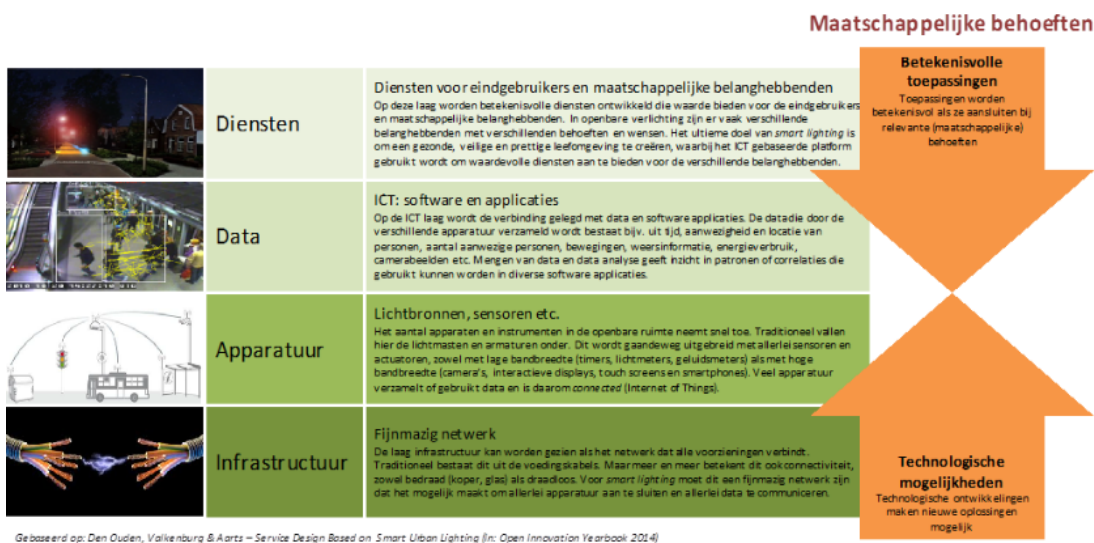 Maatschappelijke behoeften
Diensten
Diensten voor eindgebruikers en maatschappelijke belanghebbenden
Op deze laag worden betekenisvolle diensten ontwikkeld die waarde bieden voor de eindgebruikers
en maatschappelijke belanghebbenden. In openbare verlichting zijn er vaak verschillende
belanghebbenden met verschillenden behoeften en wensen. Het ultieme doel van smart lighting is
om een gezonde, veilige en prettige leefomgeving te creëren, waarbij het ICT gebaseerde platform
gebruikt wordt om waardevolle diensten aan te bieden voor de verschillende belanghebbenden.
Betekenisvolle
toepassingen
Toepassingen worden
betekenisvol als ze aansluiten bij
relevante (maatschappelijke)
behoeften
Data
ICT: software en applicaties
Op de ICT laag wordt de verbinding gelegd met data en software applicaties. De data die door de
verschillende apparatuur verzameld wordt bestaat bijv. uit tijd, aanwezigheid en locatie van
personen, aantal aanwezige personen, bewegingen, weersinformatie, energieverbruik,
camerabeelden etc. Mengen van data en data analyse geeft inzicht in patronen of correlaties die
gebruikt kunnen worden in diverse software applicaties.
Apparatuur
Lichtbronnen, sensoren etc.
Het aantal apparaten en instrumenten in de openbare ruimte neemt snel toe. Traditioneel vallen
hier de lichtmasten en armaturen onder. Dit wordt gaandeweg uitgebreid met allerlei sensoren en
actuatoren, zowel met lage bandbreedte (timers, lichtmeters, geluidsmeters) als met hoge
bandbreedte (camera's, interactieve displays, touch screens en smartphones). Veel apparatuur
verzamelt of gebruikt data en is daarom connected (Internet of Things).
Infrastructuur
Fijnmazig netwerk
De laag infrastructuur kan worden gezien als het netwerk dat alle voorzieningen verbindt.
Traditioneel bestaat dit uit de voedingskabels. Maar meer en meer betekent dit ook connectiviteit,
zowel bedraad (koper, glas) als draadloos. Voor smart lighting moet dit een fijnmazig netwerk zijn
dat het mogelijk maakt om allerlei apparatuur aan te sluiten en allerlei data te communiceren.
Technologische
mogelijkheden
Technologische ontwikkelingen
maken nieuwe oplossingen
mogelijk
Gebaseerd op: Den Ouden, Valkenburg & Aarts – Service Design Based on Smart Urban Lighting (In: Open Innovation Yearbook 2014)